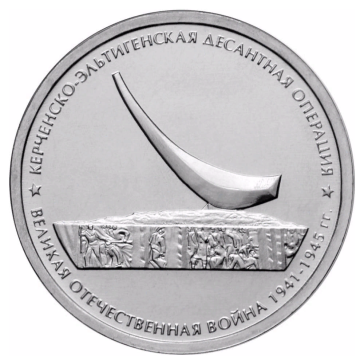 КЕРЧЕНСКО-ЭЛЬТИГЕНСКАЯ ДЕСАНТНАЯ ОПЕРАЦИЯ
ВЕЛИКАЯ ОТЕЧЕСТВЕННАЯ ВОЙНА 1941-1945 ГГ.